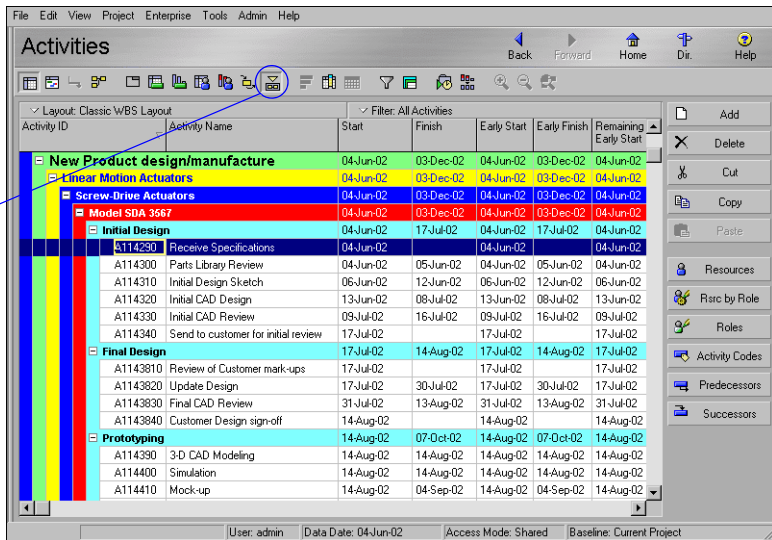 File Edit View Project Enterprise Tools Admin Help
Activities
Back Forward Home Dir. Help
Layout: Classic WBS Layout Filter: All Activities
Activity ID Activity Name Start Finish Early Start Early Finish Remaining Early Start
New Product design/manufacture 04-Jun-02 03-Dec-02 04-Jun-02 03-Dec-02 04-Jun-02
Linear Motion Actuators 04-Jun-02 03-Dec-02 04-Jun-02 03-Dec-02 04-Jun-02
Screw-Drive Actuators 04-Jun-02 03-Dec-02 04-Jun-02 03-Dec-02 04-Jun-02
Model SDA 3567 04-Jun-02 03-Dec-02 04-Jun-02 03-Dec-02 04-Jun-02
Initial Design 04-Jun-02 17-Jul-02 04-Jun-02 17-Jul-02 04-Jun-02
A114290 Receive Specifications 04-Jun-02 04-Jun-02 04-Jun-02
A114300 Parts Library Review 04-Jun-02 05-Jun-02 04-Jun-02 05-Jun-02 04-Jun-02
A114310 Initial Design Sketch 06-Jun-02 12-Jun-02 06-Jun-02 12-Jun-02 06-Jun-02
A114320 Initial CAD Design 13-Jun-02 08-Jul-02 13-Jun-02 08-Jul-02 13-Jun-02
A114330 Initial CAD Review 09-Jul-02 16-Jul-02 09-Jul-02 16-Jul-02 09-Jul-02
A114340 Send to customer for initial review 17-Jul-02 17-Jul-02 17-Jul-02
Final Design 17-Jul-02 14-Aug-02 17-Jul-02 14-Aug-02 17-Jul-02
A1143810 Review of Customer mark-ups 17-Jul-02 17-Jul-02 17-Jul-02
A1143820 Update Design 17-Jul-02 30-Jul-02 17-Jul-02 30-Jul-02 17-Jul-02
A1143830 Final CAD Review 31-Jul-02 13-Aug-02 31-Jul-02 13-Aug-02 31-Jul-02
A1143840 Customer Design sign-off 14-Aug-02 14-Aug-02 14-Aug-02
Prototyping 14-Aug-02 07-Oct-02 14-Aug-02 07-Oct-02 14-Aug-02
A114390 3-D CAD Modeling 14-Aug-02 14-Aug-02 14-Aug-02
A114400 Simulation 14-Aug-02 14-Aug-02 14-Aug-02
A114410 Mock-up 14-Aug-02 04-Sep-02 14-Aug-02 04-Sep-02 14-Aug-02
Add
Delete
Cut
Copy
Paste
Resources
Rsrc by Role
Roles
Activity Codes
Predecessors
Successors
User: admin Data Date: 04-Jun-02 Access Mode: Shared Baseline: Current Project